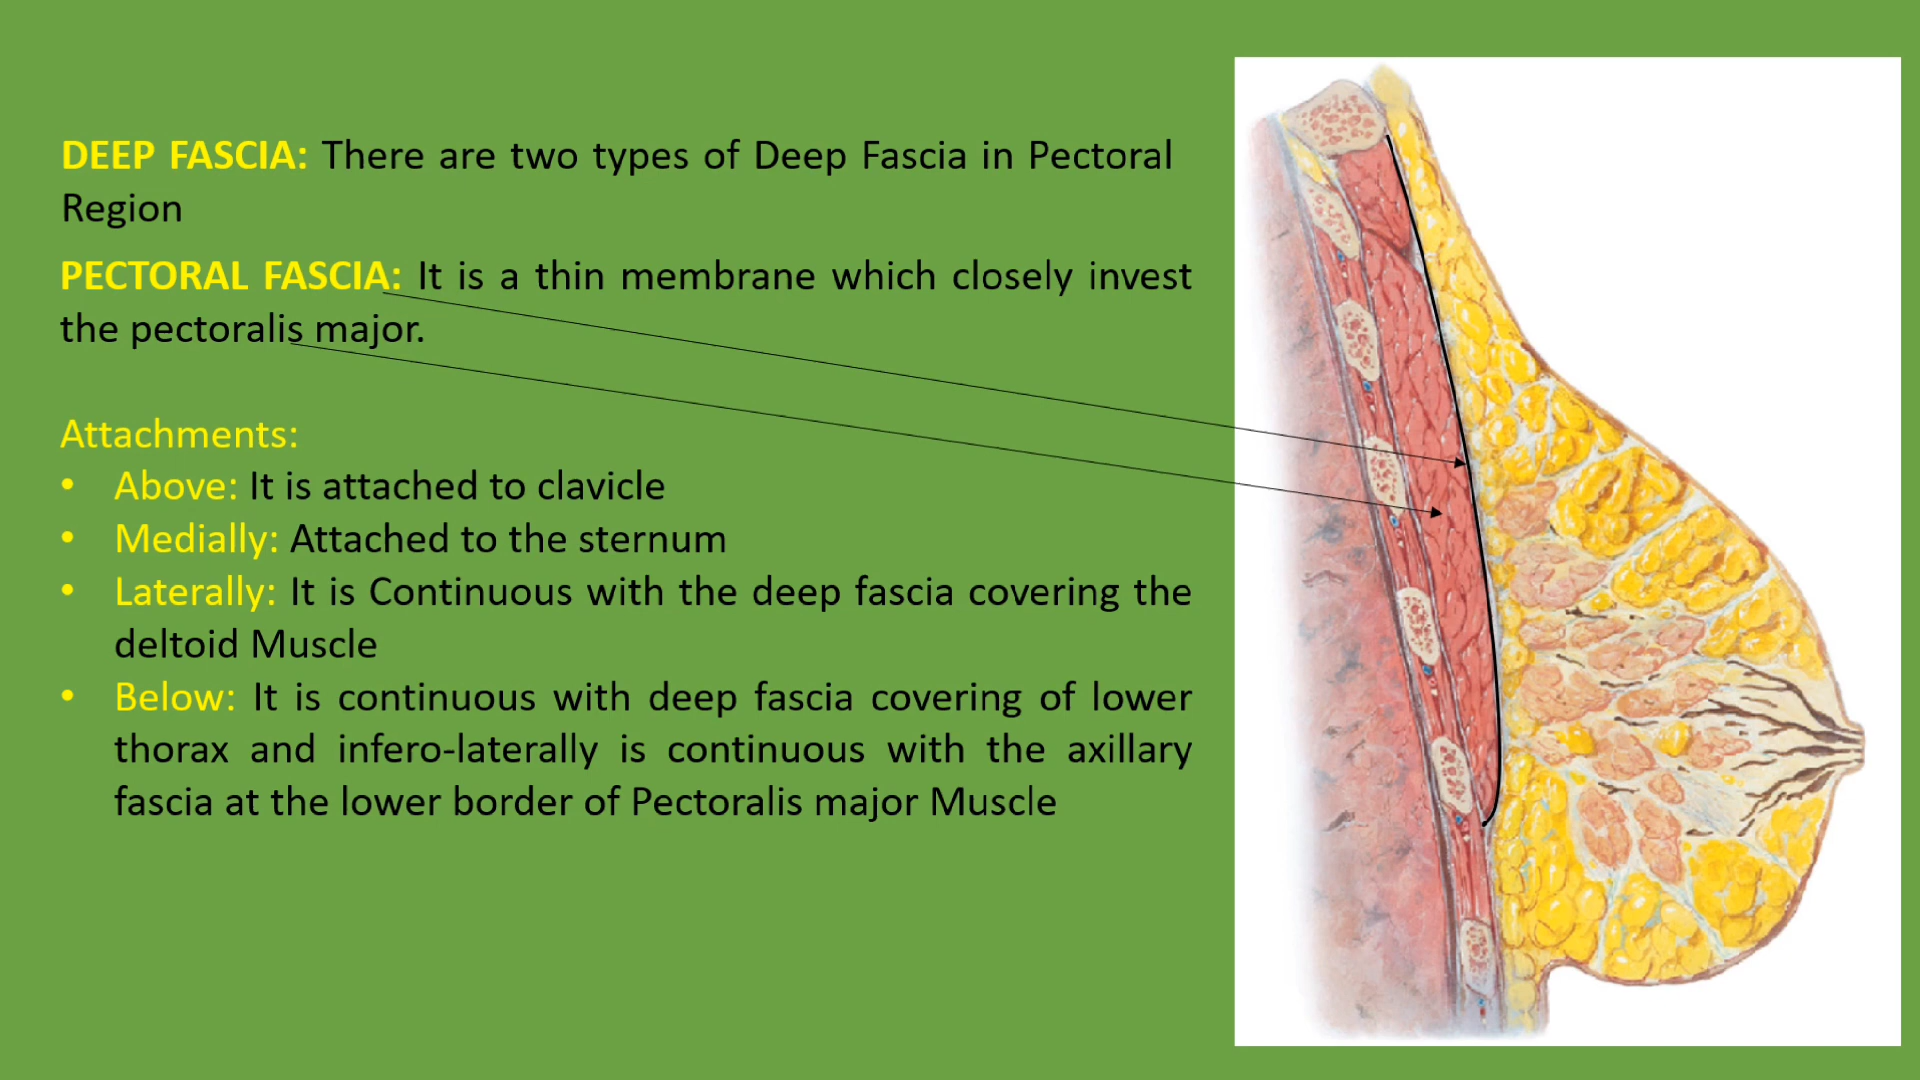 DEEP FASCIA: There are two types of Deep Fascia in Pectoral
Region
PECTORAL FASCIA: It is a thin membrane which closely invest
the pectoralis major.
Attachments:
• Above: It is attached to clavicle
• Medially: Attached to the sternum
• Laterally: It is Continuous with the deep fascia covering the
deltoid Muscle
• Below: It is continuous with deep fascia covering of lower
thorax and infero-laterally is continuous with the axillary
fascia at the lower border of Pectoralis major Muscle